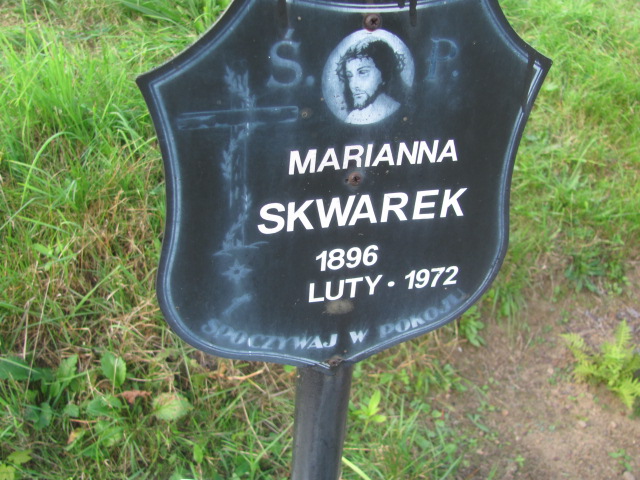 Ś. P.
MARIANNA
SKWAREK
1896
LUTY · 1972
SPOCZYWAJ W POKOJU